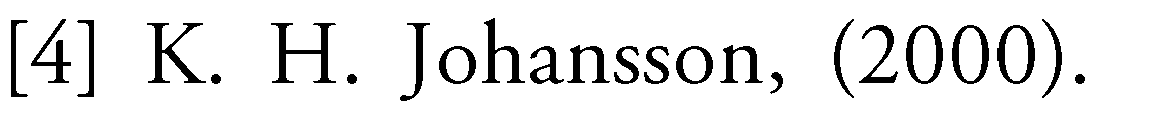 [4] K. H. Johansson, (2000).